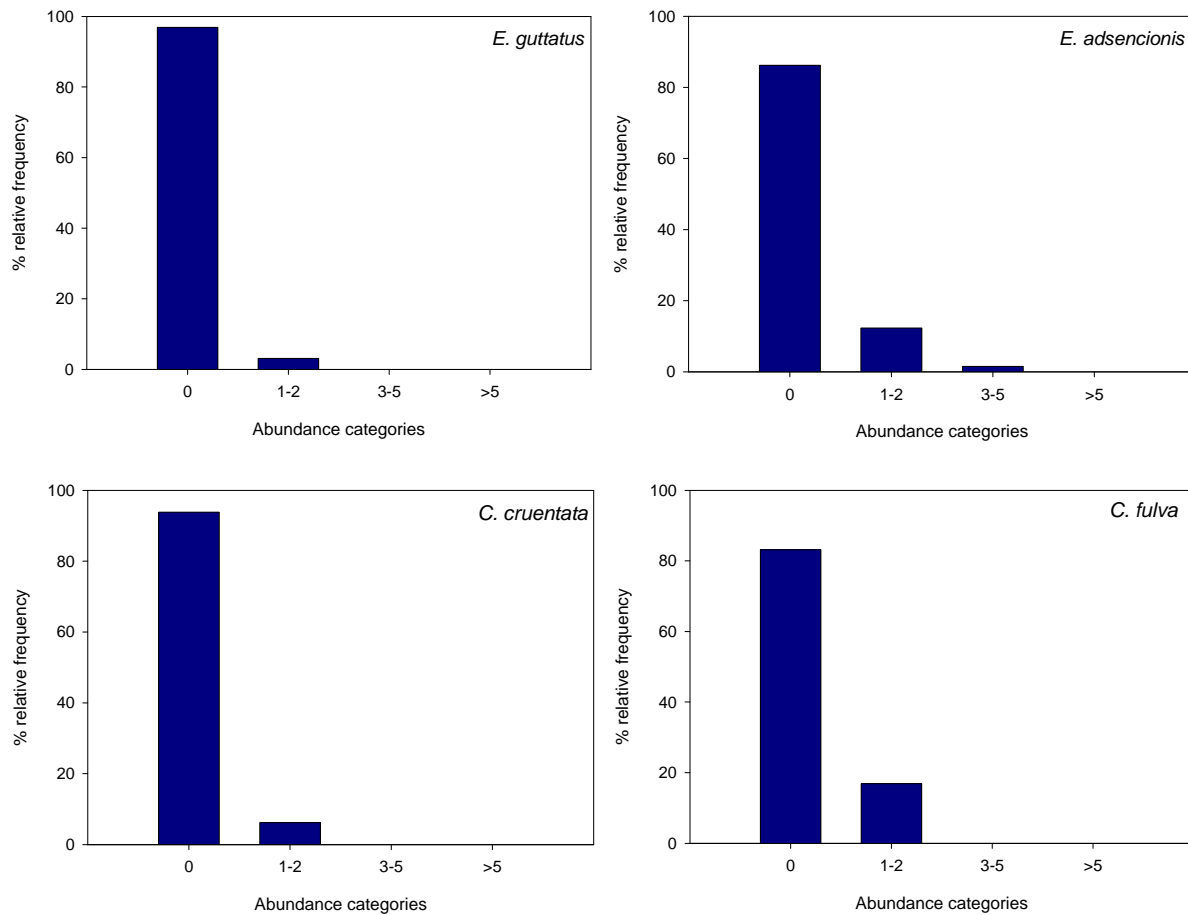 E. guttatus
% relative frequency
100
80
60
40
20
0
0 1-2 3-5 >5
Abundance categories
E. adsencionis
% relative frequency
100
80
60
40
20
0
0 1-2 3-5 >5
Abundance categories
C. cruentata
% relative frequency
100
80
60
40
20
0
0 1-2 3-5 >5
Abundance categories
C. fulva
% relative frequency
100
80
60
40
20
0
0 1-2 3-5 >5
Abundance categories